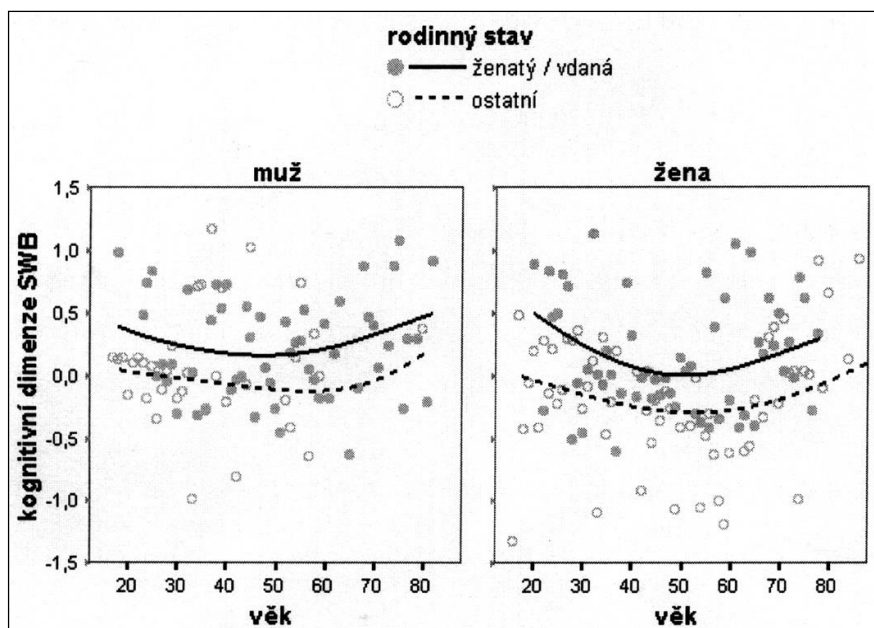 rodinný stav
ženatý / vdaná
ostatní
muž
žena
kognitivní dimenze SWB
1,5
1,0
0,5
0,0
-0,5
-1,0
-1,5
20 30 40 50 60 70 80
20 30 40 50 60 70 80
věk
věk